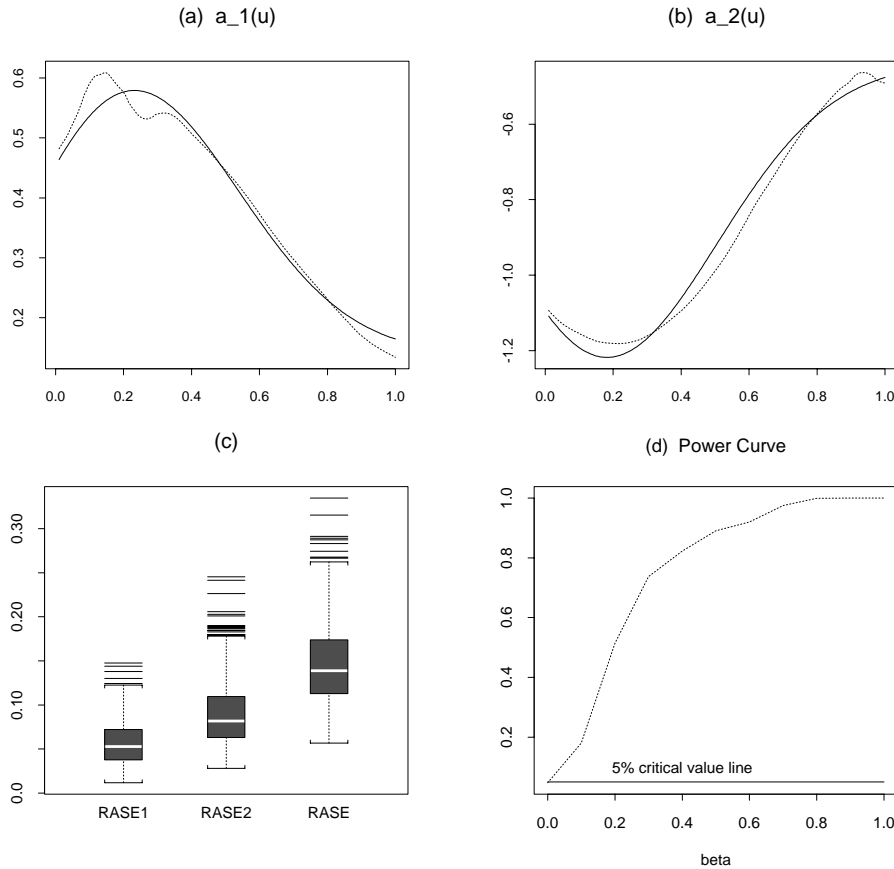 (a) a_1(u)
0.6
0.5
0.4
0.3
0.2
0.0 0.2 0.4 0.6 0.8 1.0
(b) a_2(u)
-0.6
-0.8
-1.0
-1.2
0.0 0.2 0.4 0.6 0.8 1.0
(c)
0.30
0.20
0.10
0.0
RASE1 RASE2 RASE
(d) Power Curve
1.0
0.8
0.6
0.4
0.2
5% critical value line
0.0 0.2 0.4 0.6 0.8 1.0
beta